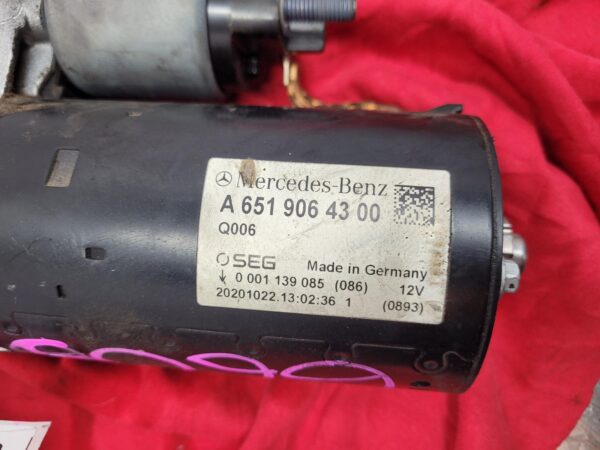 Mercedes-Benz
A 651 906 43 00
Q006
SEG Made in Germany
0 001 139 085 (086) 12V
20201022.13:02:36 1 (0893)